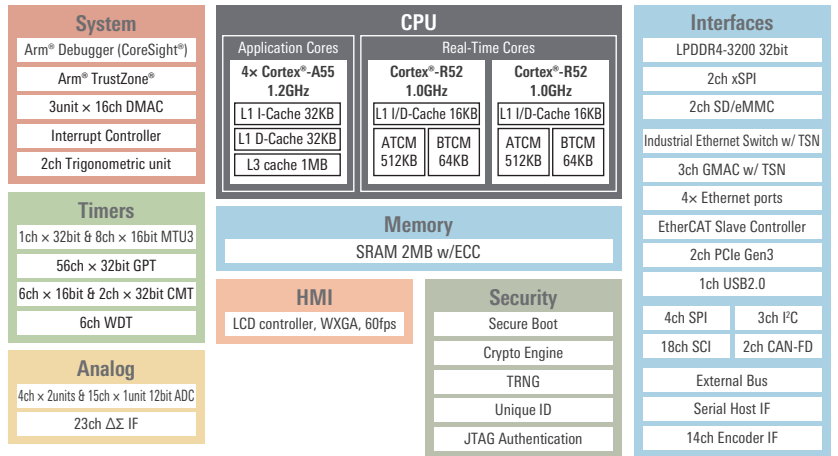 System
Arm® Debugger (CoreSight®)
Arm® TrustZone®
3unit × 16ch DMAC
Interrupt Controller
2ch Trigonometric unit
Timers
1ch × 32bit & 8ch × 16bit MTU3
56ch × 32bit GPT
6ch × 16bit & 2ch × 32bit CMT
6ch WDT
Analog
4ch × 2units & 15ch × 1unit 12bit ADC
23ch ΔΣ IF
CPU
Application Cores
4× Cortex®-A55
1.2GHz
L1 I-Cache 32KB
L1 D-Cache 32KB
L3 cache 1MB
Real-Time Cores
Cortex®-R52
1.0GHz
L1 I/D-Cache 16KB
ATCM
512KB
BTCM
64KB
Cortex®-R52
1.0GHz
L1 I/D-Cache 16KB
ATCM
512KB
BTCM
64KB
Memory
SRAM 2MB w/ECC
HMI
LCD controller, WXGA, 60fps
Security
Secure Boot
Crypto Engine
TRNG
Unique ID
JTAG Authentication
Interfaces
LPDDR4-3200 32bit
2ch xSPI
2ch SD/eMMC
Industrial Ethernet Switch w/ TSN
3ch GMAC w/ TSN
4× Ethernet ports
EtherCAT Slave Controller
2ch PCIe Gen3
1ch USB2.0
4ch SPI
3ch I²C
18ch SCI
2ch CAN-FD
External Bus
Serial Host IF
14ch Encoder IF